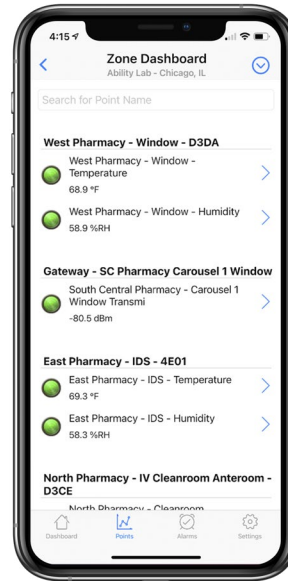 4:15
Zone Dashboard
Ability Lab - Chicago, IL
Search for Point Name
West Pharmacy - Window - D3DA
West Pharmacy - Window -
Temperature
68.9 °F
West Pharmacy - Window - Humidity
58.9 %RH
Gateway - SC Pharmacy Carousel 1 Window
South Central Pharmacy - Carousel 1
Window Transmi
-80.5 dBm
East Pharmacy - IDS - 4E01
East Pharmacy - IDS - Temperature
69.3 °F
East Pharmacy - IDS - Humidity
58.3 %RH
North Pharmacy - IV Cleanroom Anteroom -
D3CE
North Pharmacy - Cleanroom
Dashboard
Points
Alarms
Settings